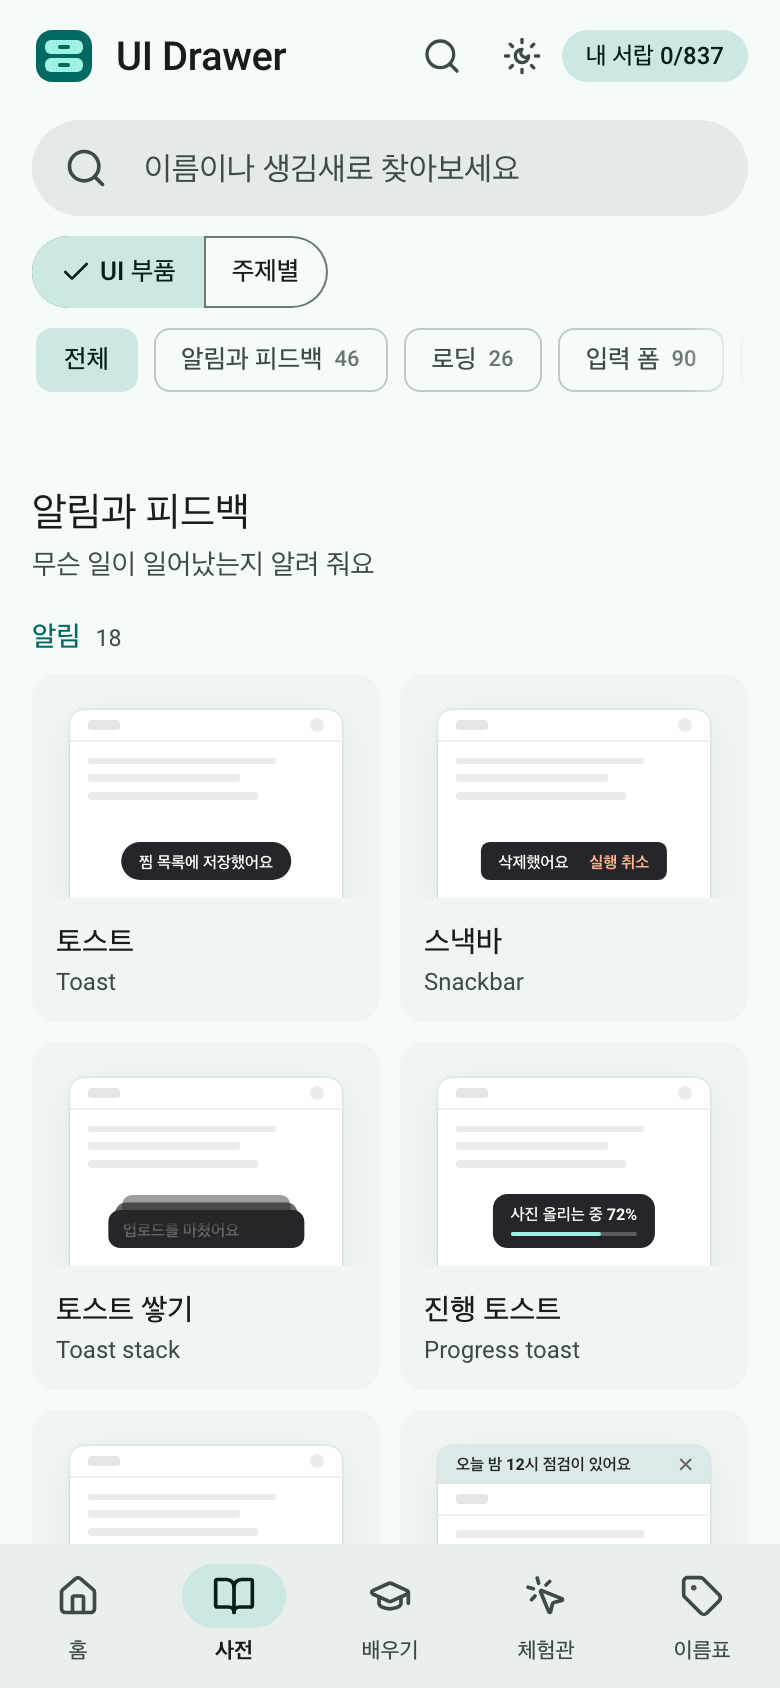 UI Drawer
내 서랍 0/837
이름이나 생김새로 찾아보세요
UI 부품
주제별
전체
알림과 피드백 46
로딩 26
입력 폼 90
알림과 피드백
무슨 일이 일어났는지 알려 줘요
알림 18
찜 목록에 저장했어요
토스트
Toast
삭제했어요 실행 취소
스낵바
Snackbar
업로드를 마쳤어요
토스트 쌓기
Toast stack
사진 올리는 중 72%
진행 토스트
Progress toast
오늘 밤 12시 점검이 있어요
홈
사전
배우기
체험관
이름표